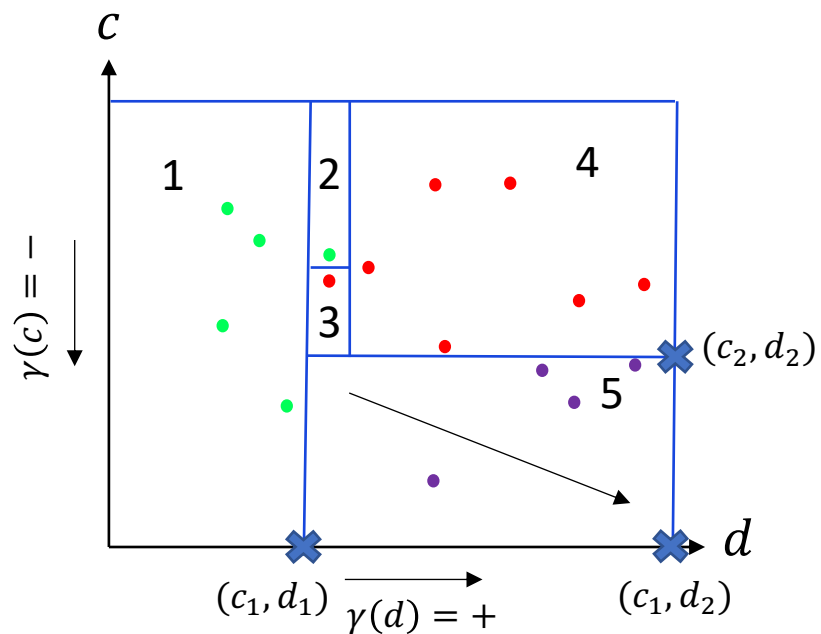 c
1
2
4
γ(c) = −
3
(c₂, d₂)
5
d
(c₁, d₁)
γ(d) = +
(c₁, d₂)